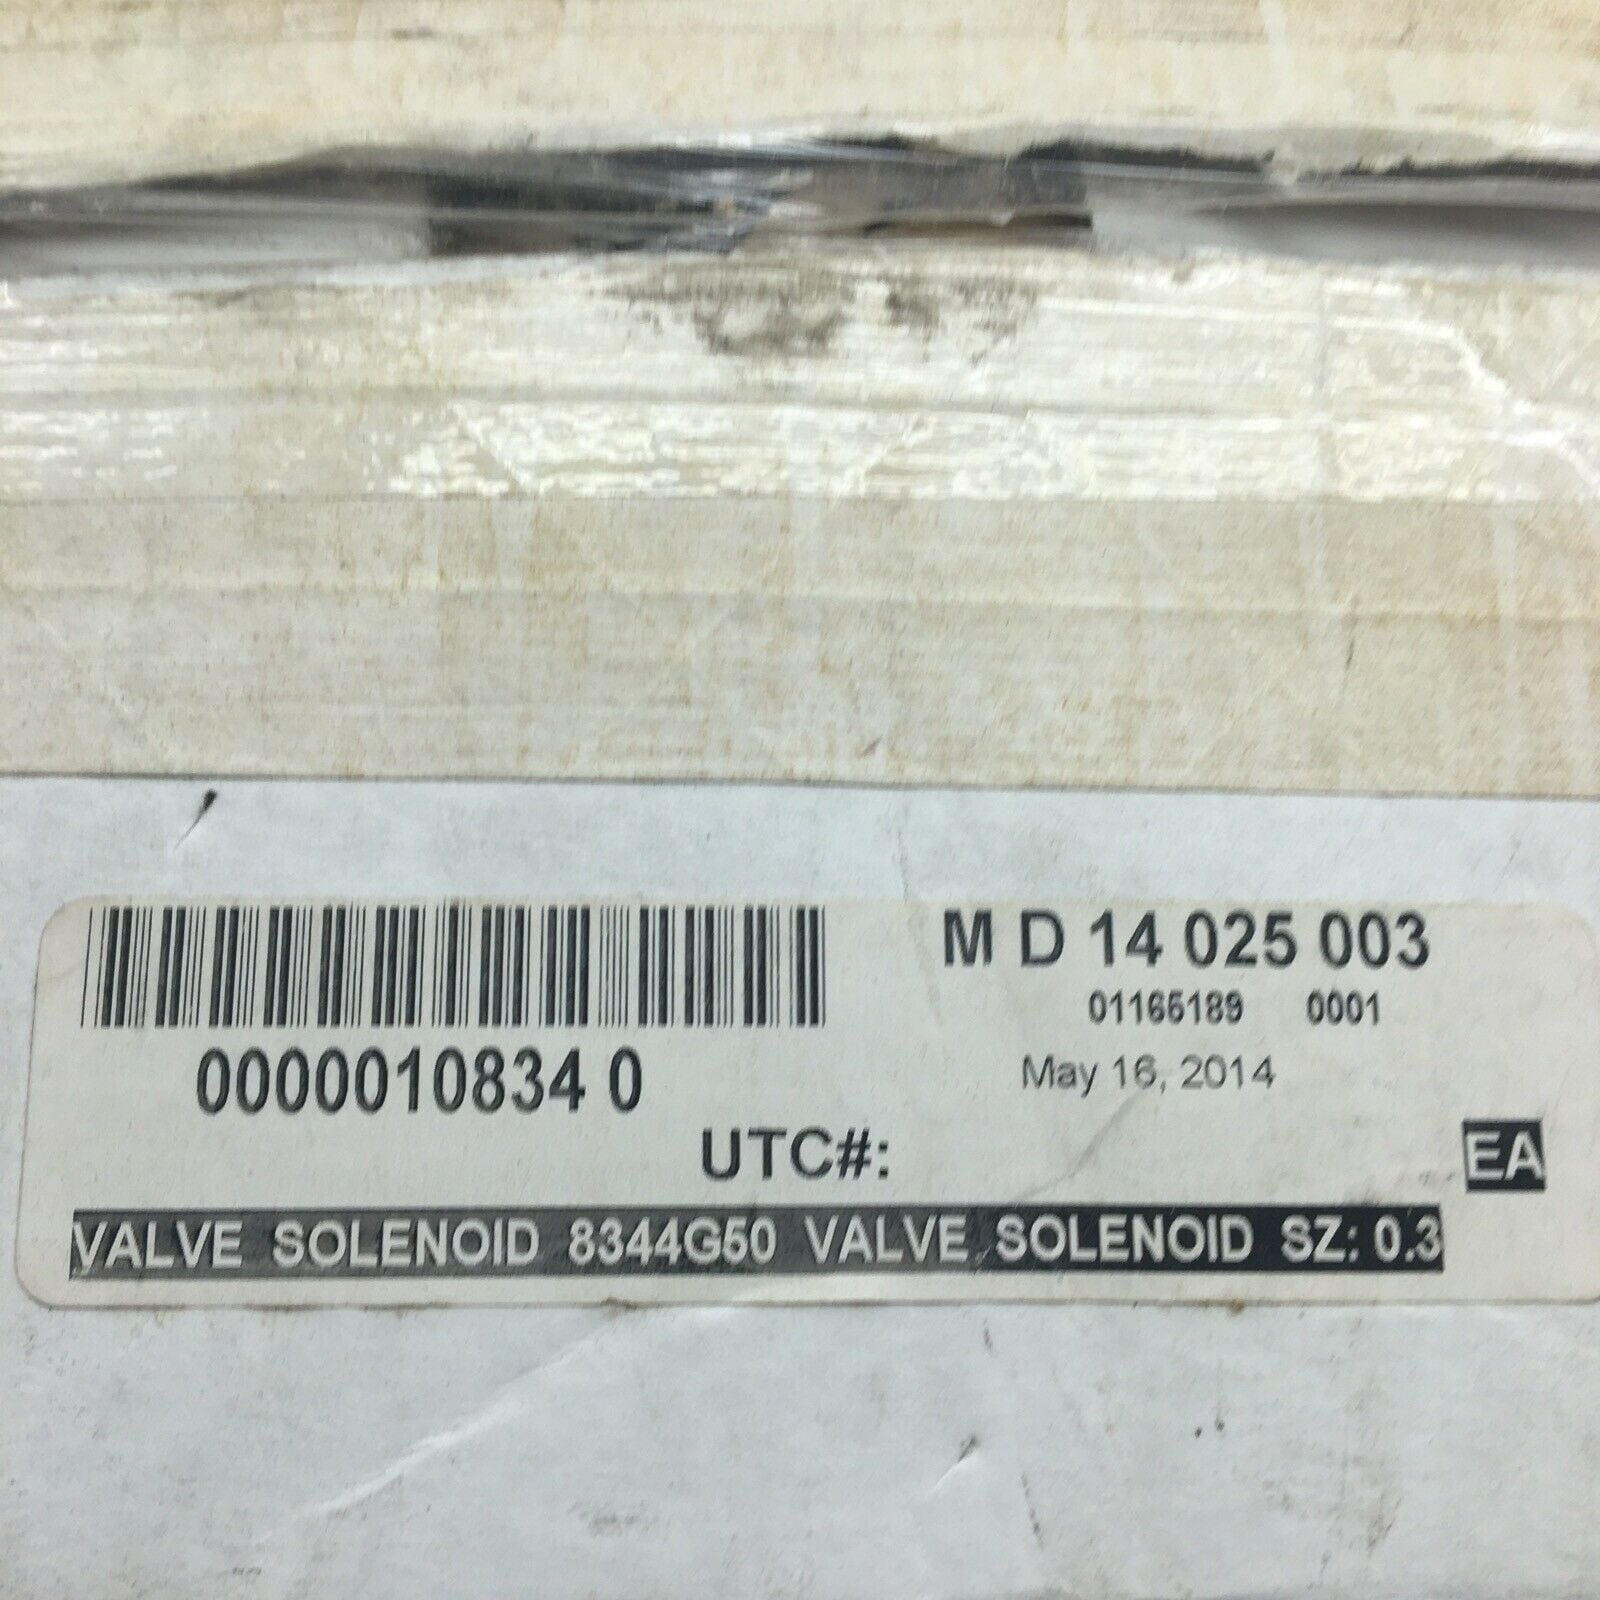 M D 14 025 003
01165189 0001
0000010834 0
May 16, 2014
UTC#:
EA
VALVE SOLENOID 8344G50 VALVE, SOLENOID SZ: 0.3